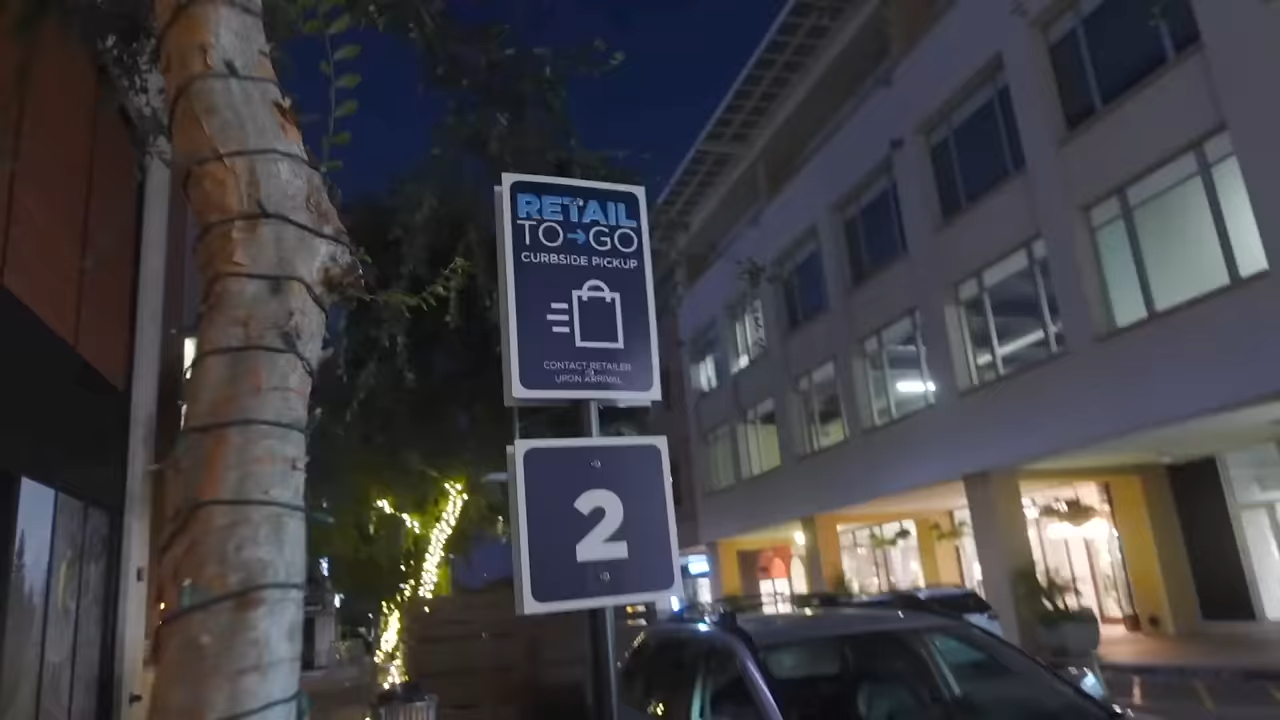 RETAIL
TO→GO
CURBSIDE PICKUP
CONTACT RETAILER
UPON ARRIVAL
2